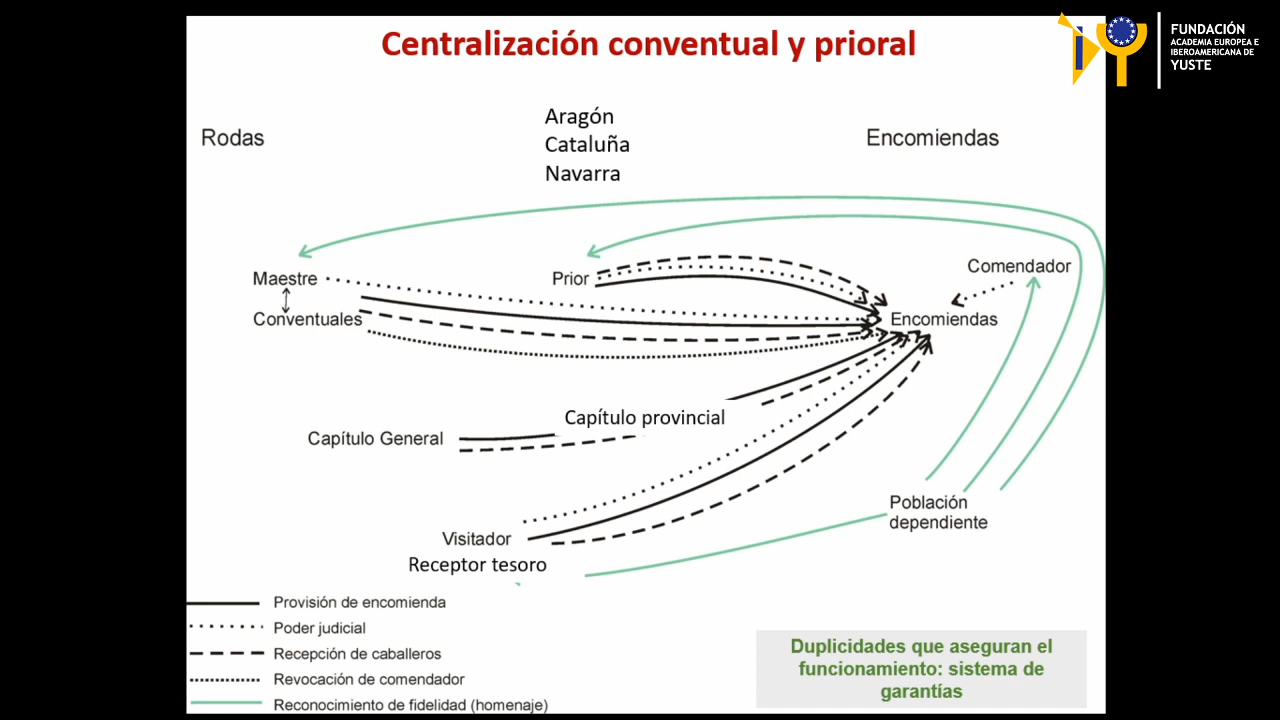 Centralización conventual y prioral
FUNDACIÓN
ACADEMIA EUROPEA E
IBEROAMERICANA DE
YUSTE
Rodas
Aragón
Cataluña
Navarra
Encomiendas
Maestre
Conventuales
Prior
Comendador
Encomiendas
Capítulo provincial
Capítulo General
Población
dependiente
Visitador
Receptor tesoro
Provisión de encomienda
Poder judicial
Recepción de caballeros
Revocación de comendador
Reconocimiento de fidelidad (homenaje)
Duplicidades que aseguran el
funcionamiento: sistema de
garantías